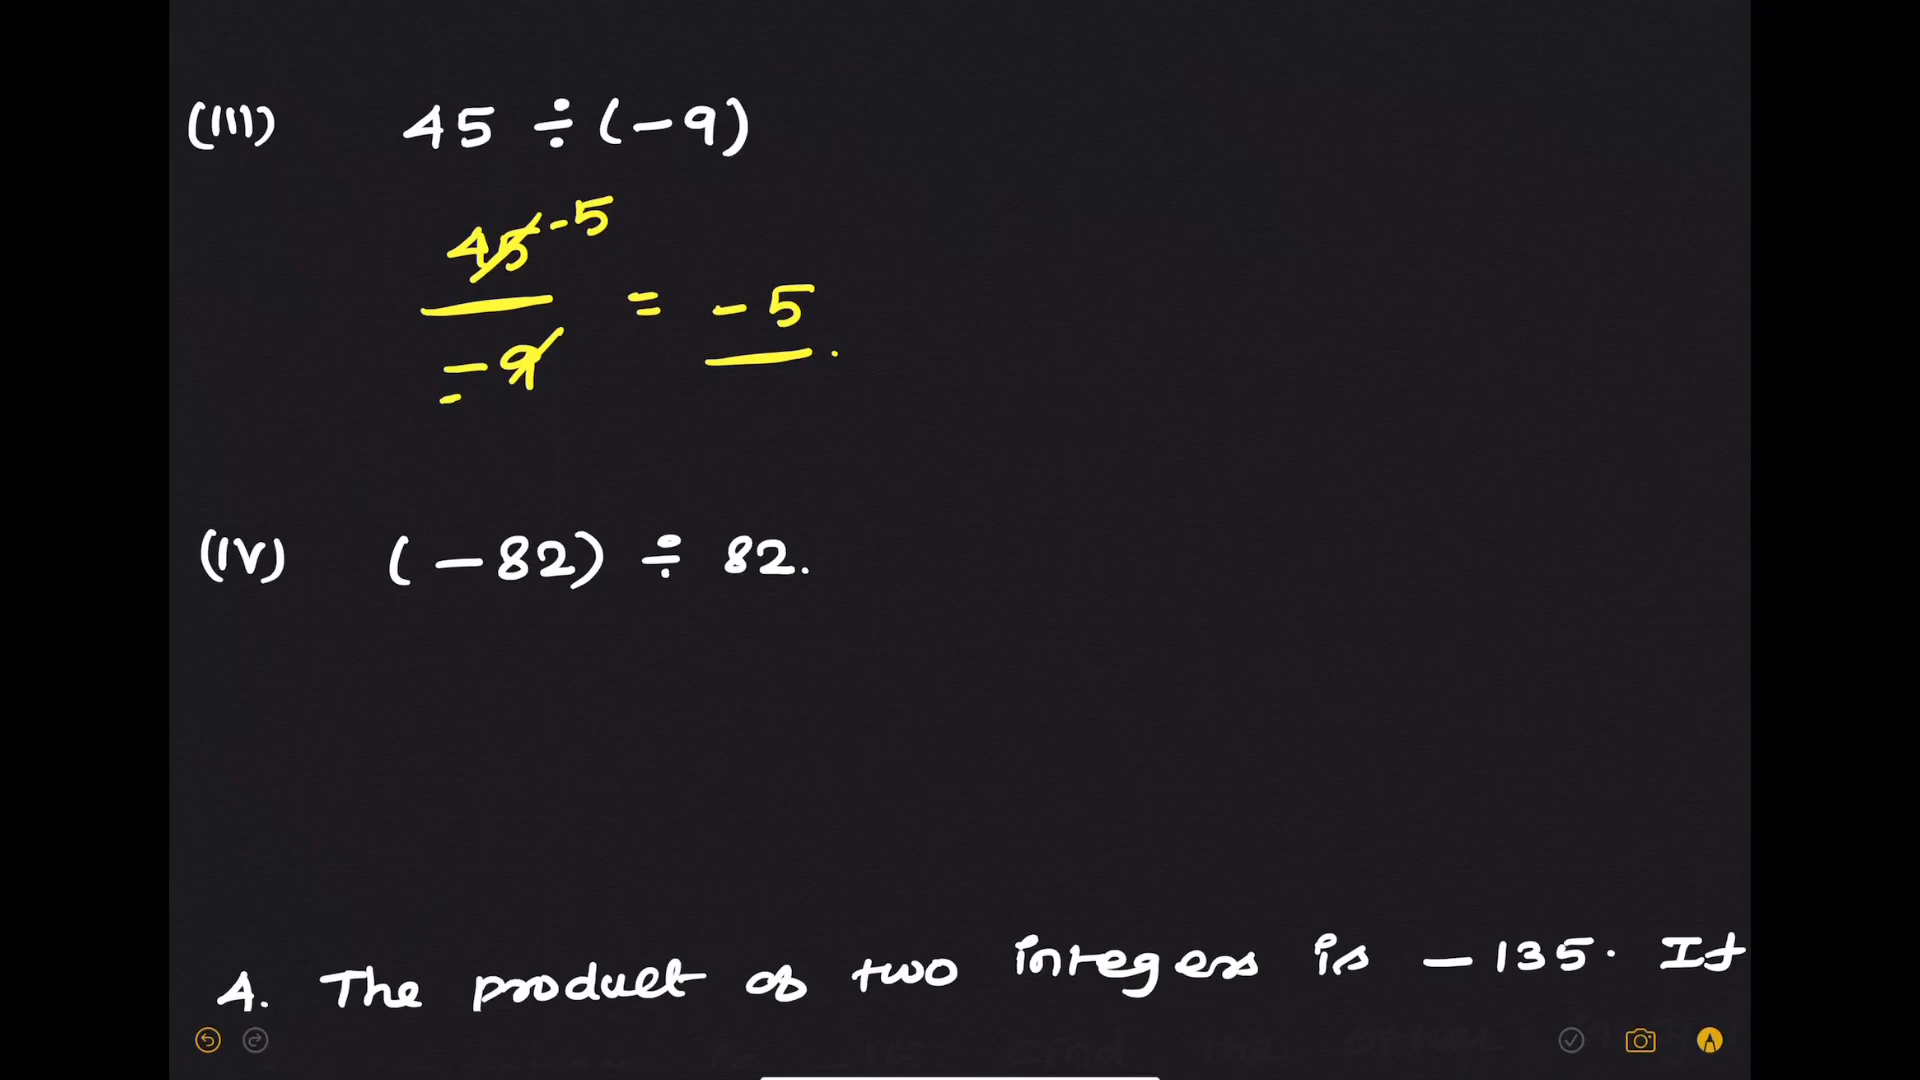 (III) 45 ÷ (-9)
45 -5
-9 = -5.
(IV) (-82) ÷ 82.
4. The product of two integers is -135. If